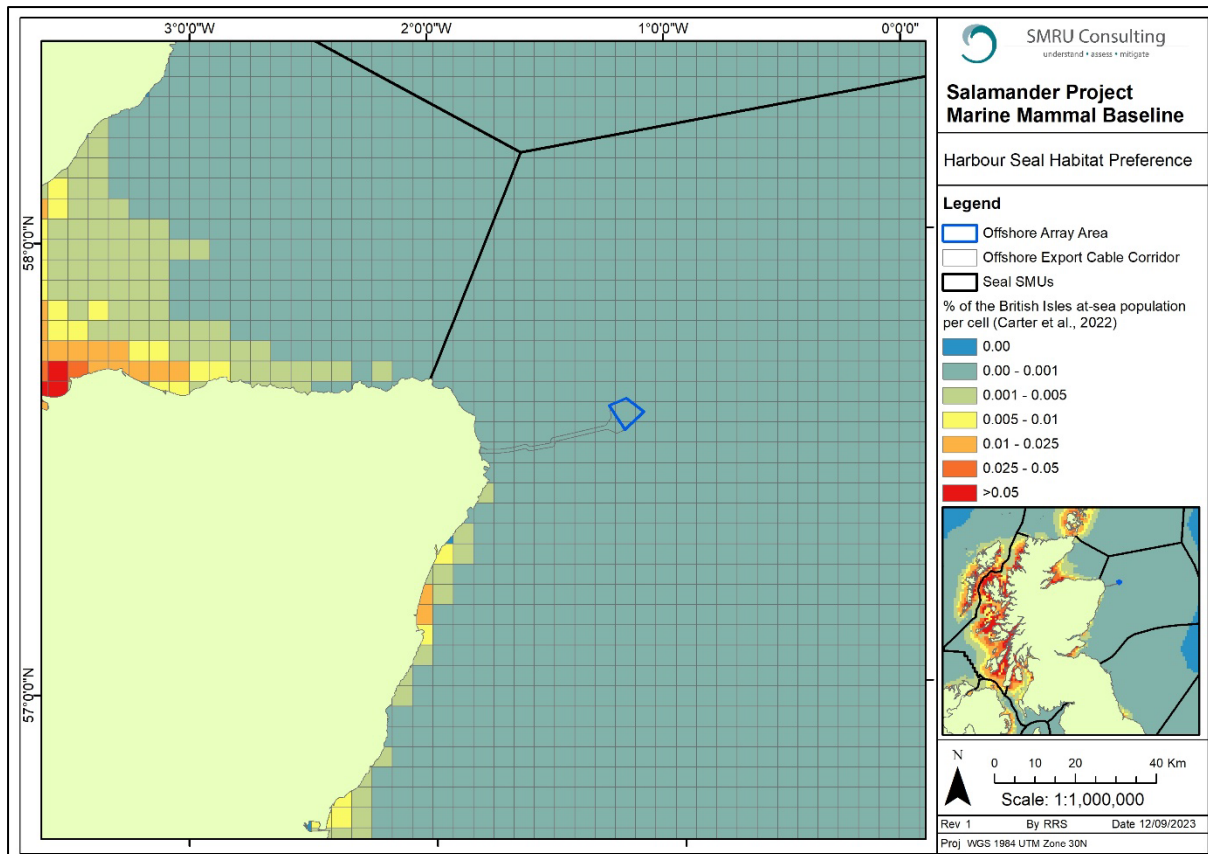 3°0'0"W
2°0'0"W
1°0'0"W
0°0'0
58°0'0"N
57°0'0"N
SMRU Consulting
understand • assess • mitigate
Salamander Project
Marine Mammal Baseline
Harbour Seal Habitat Preference
Legend
Offshore Array Area
Offshore Export Cable Corridor
Seal SMUs
% of the British Isles at-sea population
per cell (Carter et al., 2022)
0.00
0.00 - 0.001
0.001 - 0.005
0.005 - 0.01
0.01 - 0.025
0.025 - 0.05
>0.05
N
0 10 20 40 Km
Scale: 1:1,000,000
Rev 1 By RRS Date 12/09/2023
Proj WGS 1984 UTM Zone 30N